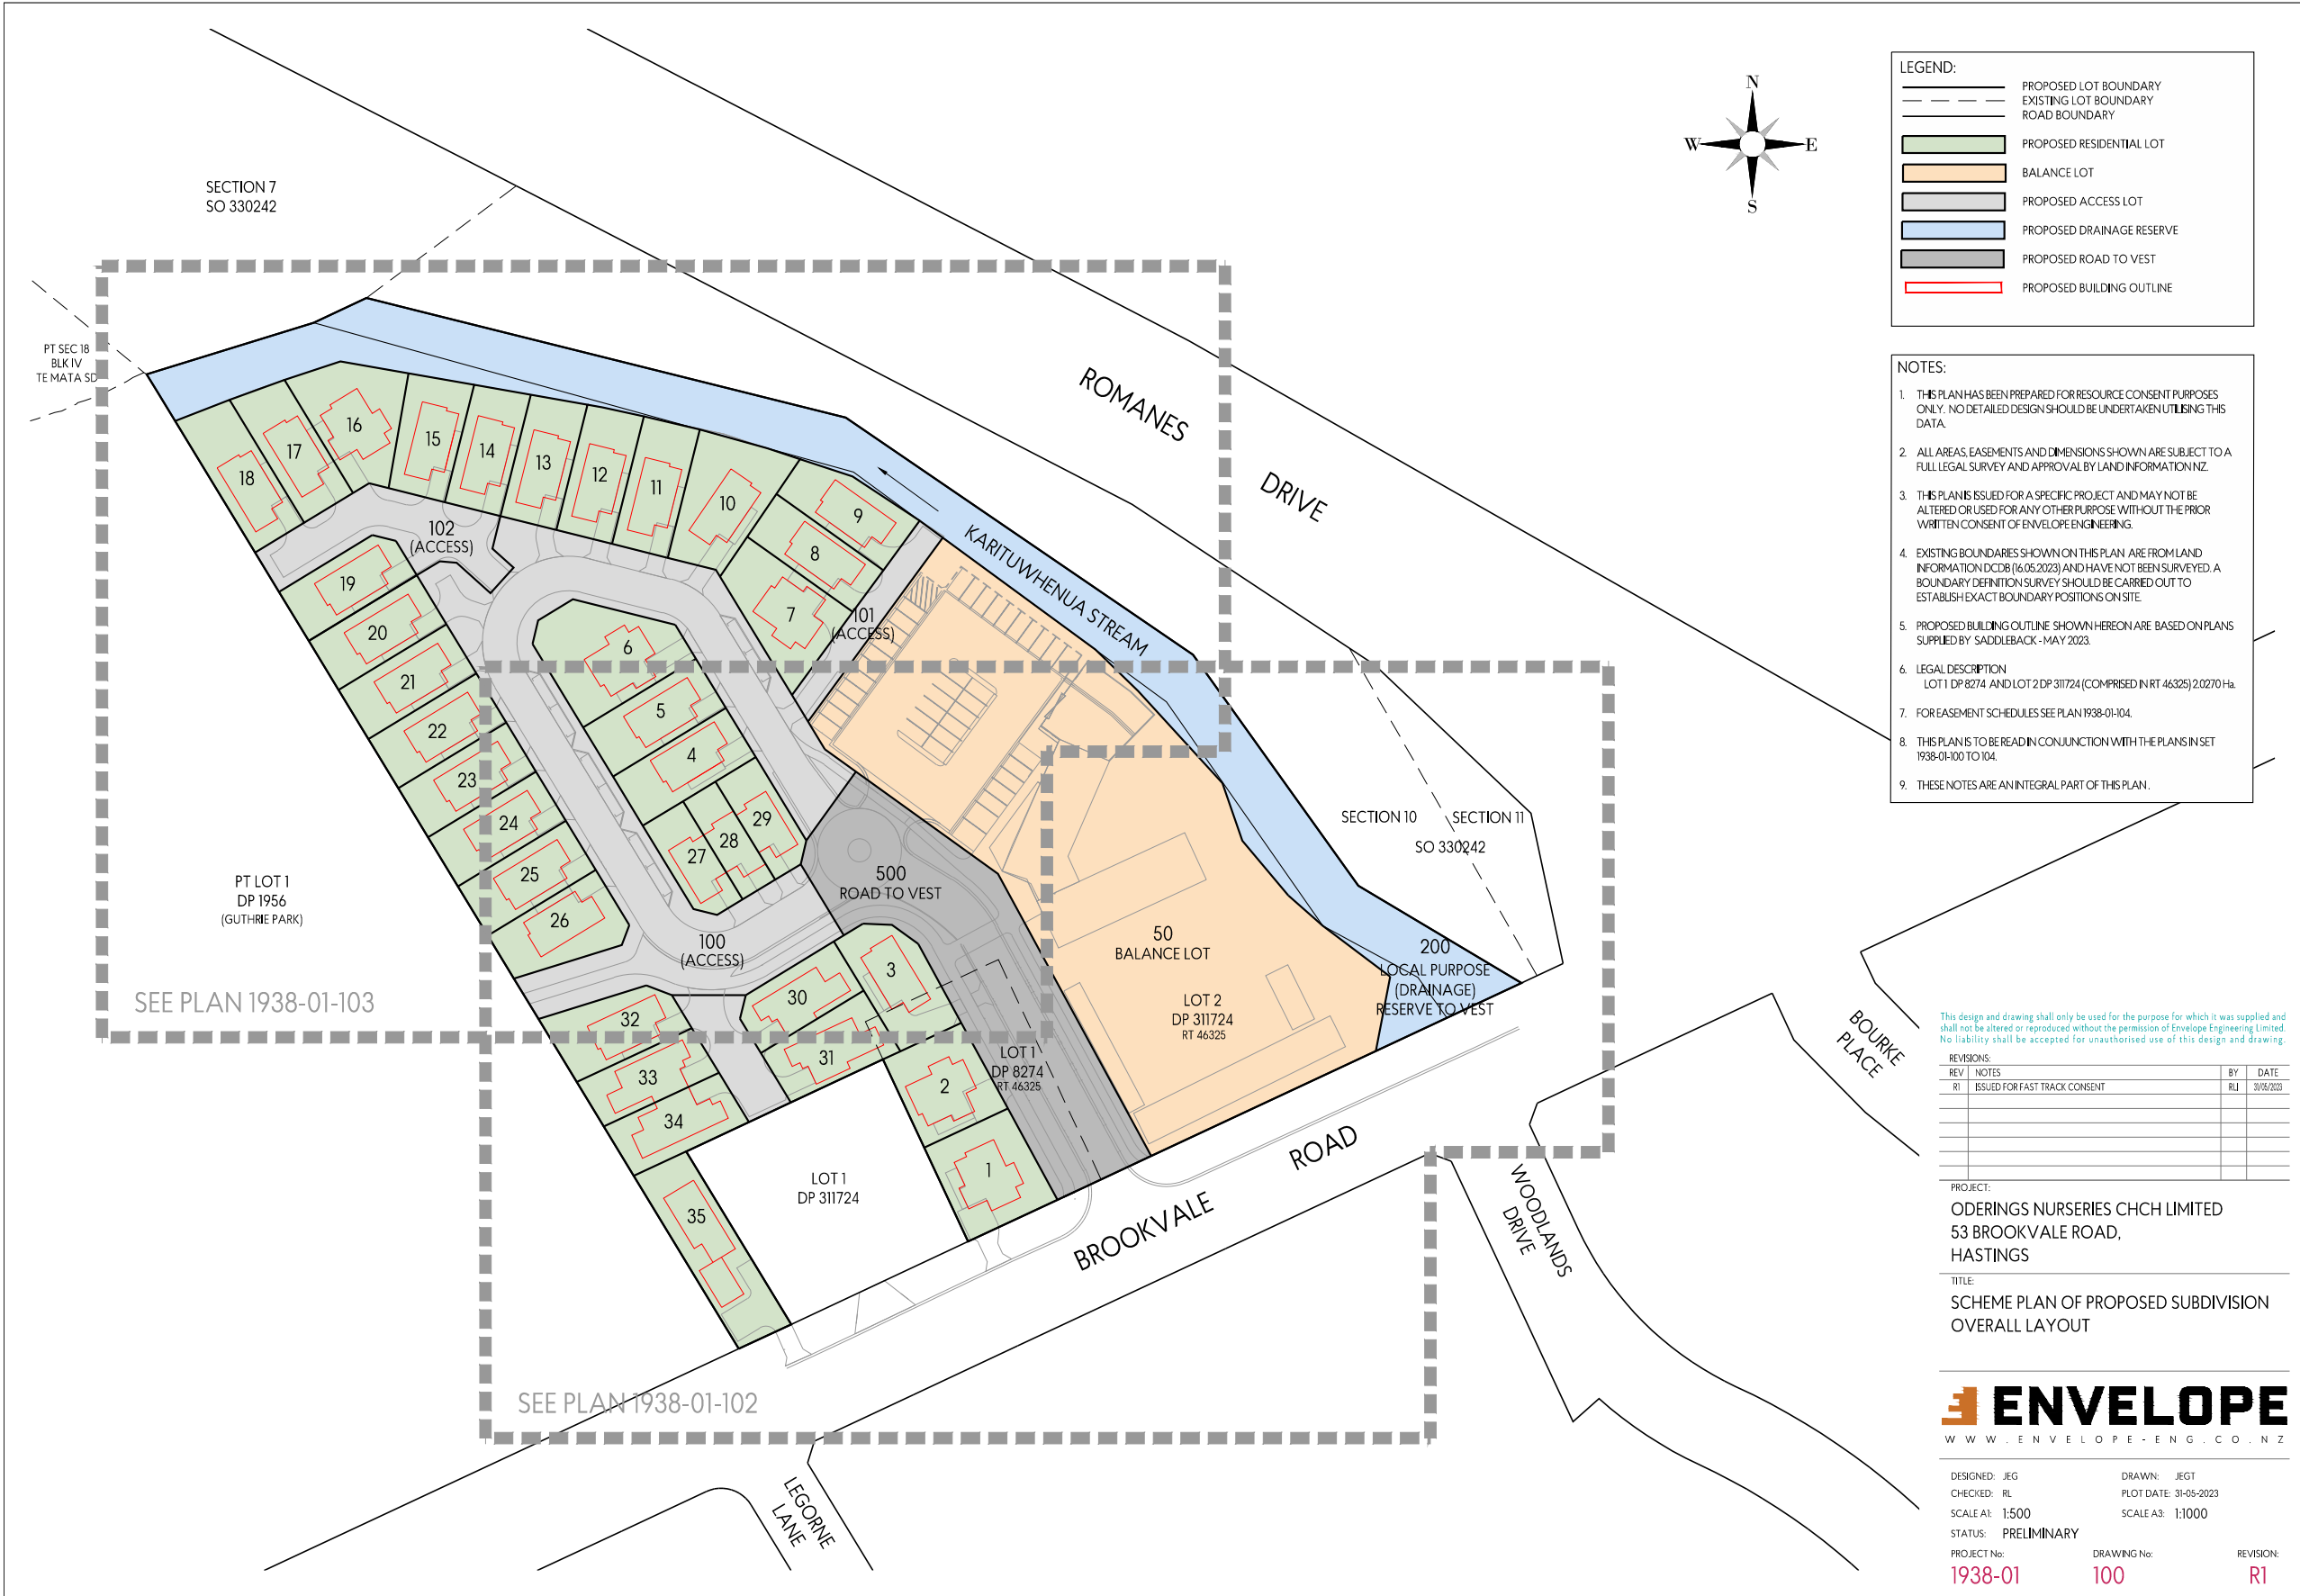 SECTION 7
SO 330242
PT SEC 18
BLK IV
TE MATA SD
N
W
E
S
ROMANES
DRIVE
KARITUWHENUA STREAM
18
17
16
15
14
13
12
11
10
9
8
7
102
(ACCESS)
101
(ACCESS)
19
20
21
22
23
24
25
26
6
5
4
29
28
27
500
ROAD TO VEST
100
(ACCESS)
3
30
31
32
33
34
35
2
1
LOT 1
DP 8274
RT 46325
50
BALANCE LOT
LOT 2
DP 311724
RT 46325
200
LOCAL PURPOSE
(DRAINAGE)
RESERVE TO VEST
SECTION 10
SECTION 11
SO 330242
PT LOT 1
DP 1956
(GUTHRIE PARK)
LOT 1
DP 311724
SEE PLAN 1938-01-103
SEE PLAN 1938-01-102
BROOKVALE
ROAD
WOODLANDS
DRIVE
BOURKE
PLACE
LEGORNE
LANE
LEGEND:
PROPOSED LOT BOUNDARY
EXISTING LOT BOUNDARY
ROAD BOUNDARY
PROPOSED RESIDENTIAL LOT
BALANCE LOT
PROPOSED ACCESS LOT
PROPOSED DRAINAGE RESERVE
PROPOSED ROAD TO VEST
PROPOSED BUILDING OUTLINE
NOTES:
1. THIS PLAN HAS BEEN PREPARED FOR RESOURCE CONSENT PURPOSES
ONLY. NO DETAILED DESIGN SHOULD BE UNDERTAKEN UTILISING THIS
DATA.
2. ALL AREAS, EASEMENTS AND DIMENSIONS SHOWN ARE SUBJECT TO A
FULL LEGAL SURVEY AND APPROVAL BY LAND INFORMATION NZ.
3. THIS PLAN IS ISSUED FOR A SPECIFIC PROJECT AND MAY NOT BE
ALTERED OR USED FOR ANY OTHER PURPOSE WITHOUT THE PRIOR
WRITTEN CONSENT OF ENVELOPE ENGINEERING.
4. EXISTING BOUNDARIES SHOWN ON THIS PLAN ARE FROM LAND
INFORMATION DCDB (16.05.2023) AND HAVE NOT BEEN SURVEYED. A
BOUNDARY DEFINITION SURVEY SHOULD BE CARRIED OUT TO
ESTABLISH EXACT BOUNDARY POSITIONS ON SITE.
5. PROPOSED BUILDING OUTLINE SHOWN HEREON ARE BASED ON PLANS
SUPPLIED BY SADDLEBACK - MAY 2023.
6. LEGAL DESCRIPTION
LOT 1 DP 8274 AND LOT 2 DP 311724 (COMPRISED IN RT 46325) 2.0270 Ha.
7. FOR EASEMENT SCHEDULES SEE PLAN 1938-01-104.
8. THIS PLAN IS TO BE READ IN CONJUNCTION WITH THE PLANS IN SET
1938-01-100 TO 104.
9. THESE NOTES ARE AN INTEGRAL PART OF THIS PLAN.
This design and drawing shall only be used for the purpose for which it was supplied and
shall not be altered or reproduced without the permission of Envelope Engineering Limited.
No liability shall be accepted for unauthorised use of this design and drawing.
REVISIONS:
REV NOTES BY DATE
R1 ISSUED FOR FAST TRACK CONSENT RLJ 31/05/2023
PROJECT:
ODERINGS NURSERIES CHCH LIMITED
53 BROOKVALE ROAD,
HASTINGS
TITLE:
SCHEME PLAN OF PROPOSED SUBDIVISION
OVERALL LAYOUT
ENVELOPE
WWW.ENVELOPE-ENG.CO.NZ
DESIGNED: JEG DRAWN: JEGT
CHECKED: RL PLOT DATE: 31-05-2023
SCALE A1: 1:500 SCALE A3: 1:1000
STATUS: PRELIMINARY
PROJECT No: DRAWING No: REVISION:
1938-01 100 R1